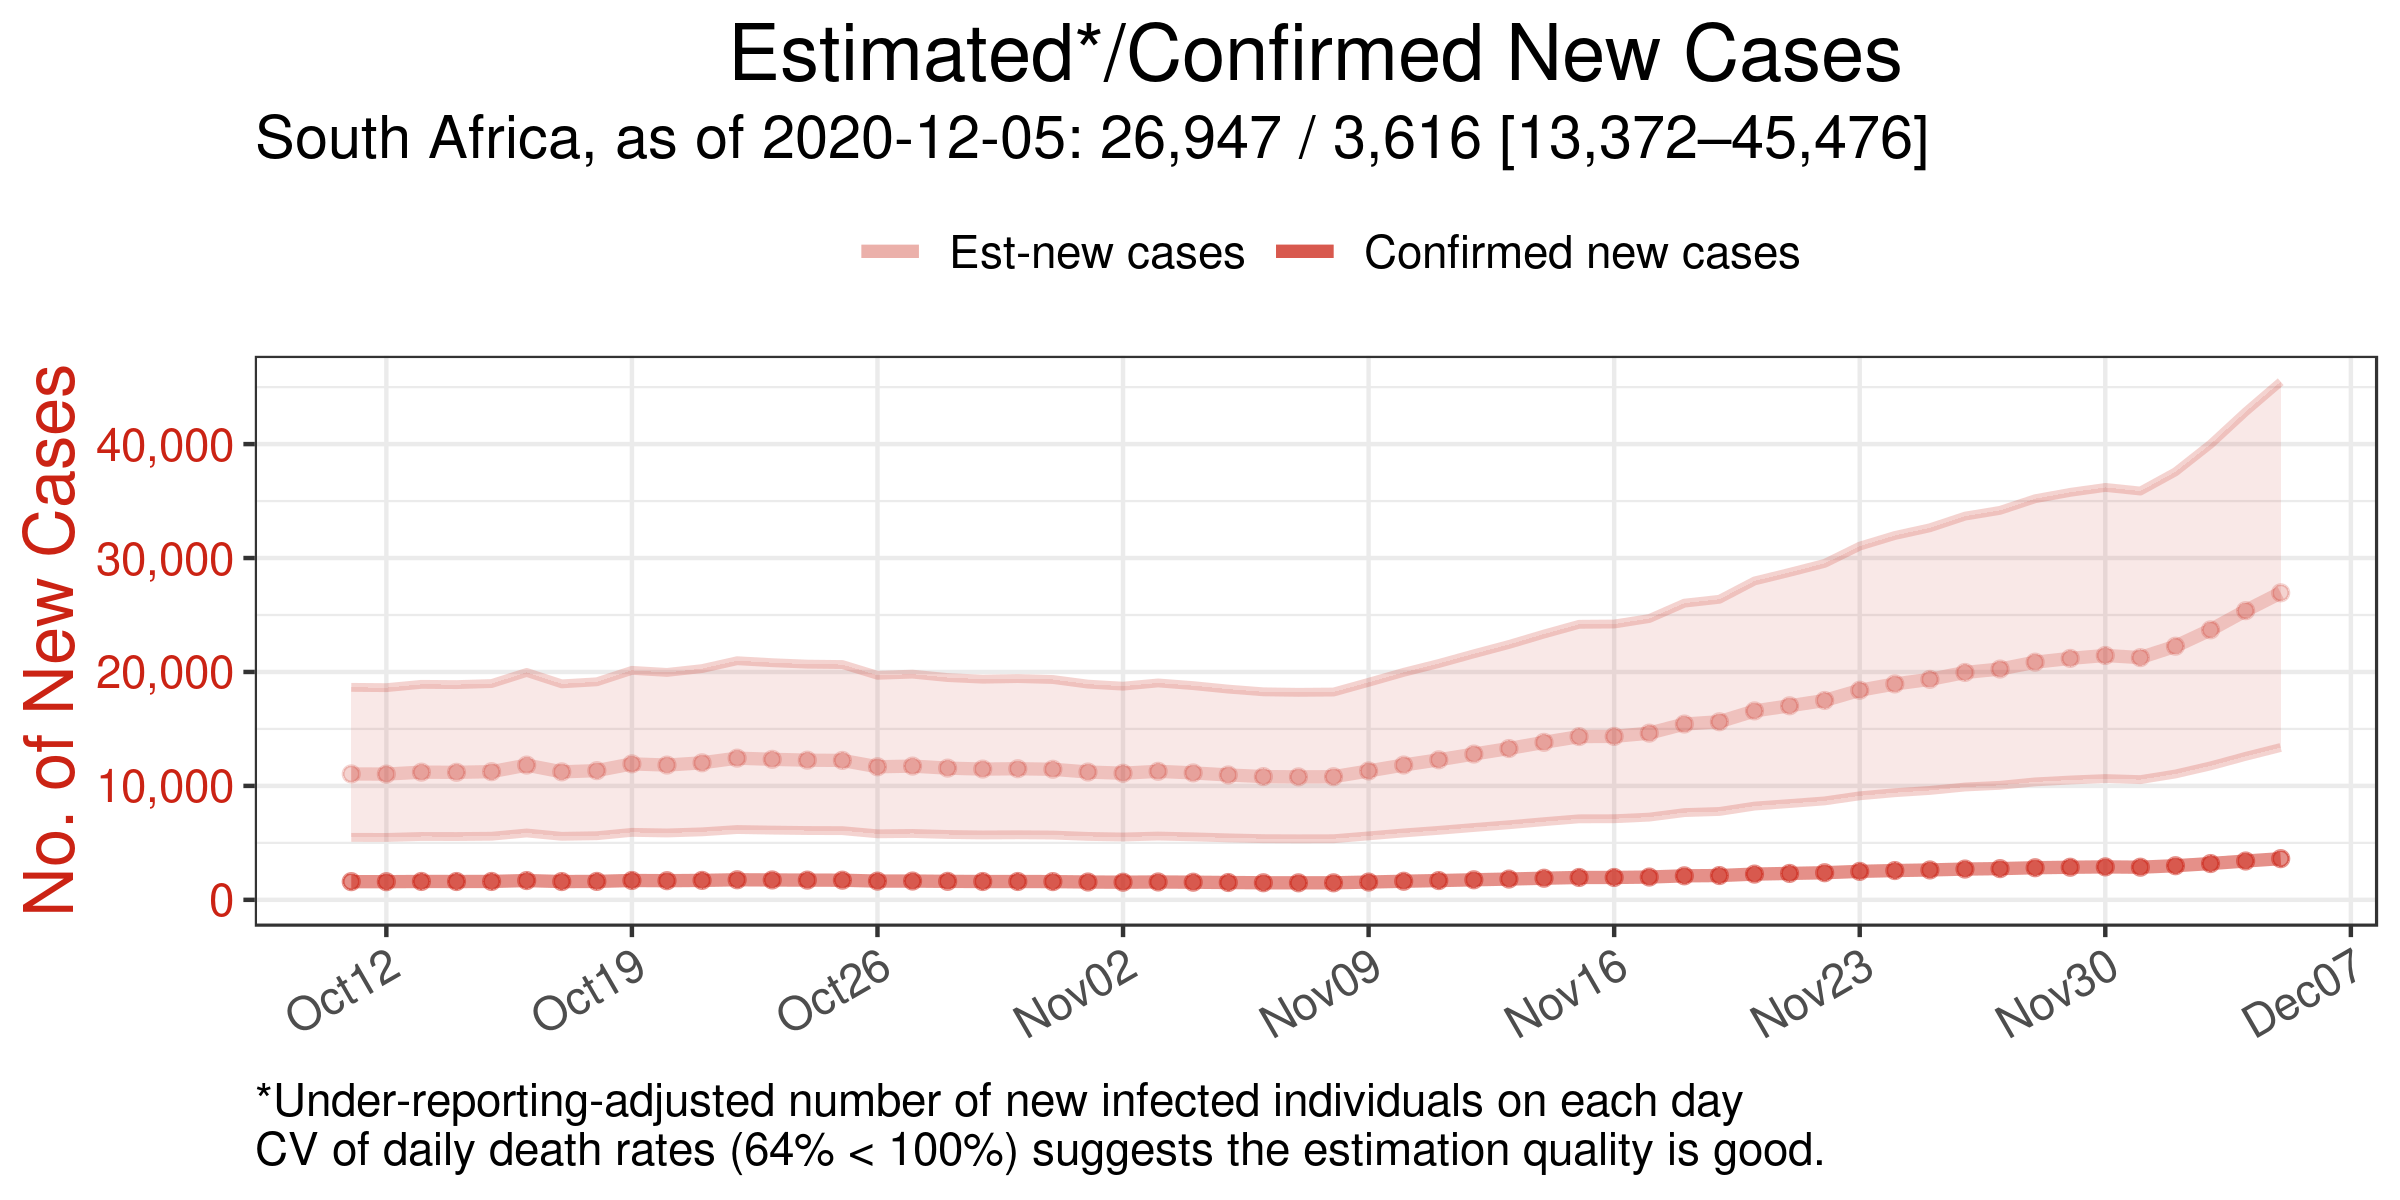 Estimated*/Confirmed New Cases
South Africa, as of 2020-12-05: 26,947 / 3,616 [13,372–45,476]
Est-new cases
Confirmed new cases
No. of New Cases
40,000
30,000
20,000
10,000
0
Oct12
Oct19
Oct26
Nov02
Nov09
Nov16
Nov23
Nov30
Dec07
*Under-reporting-adjusted number of new infected individuals on each day
CV of daily death rates (64% < 100%) suggests the estimation quality is good.